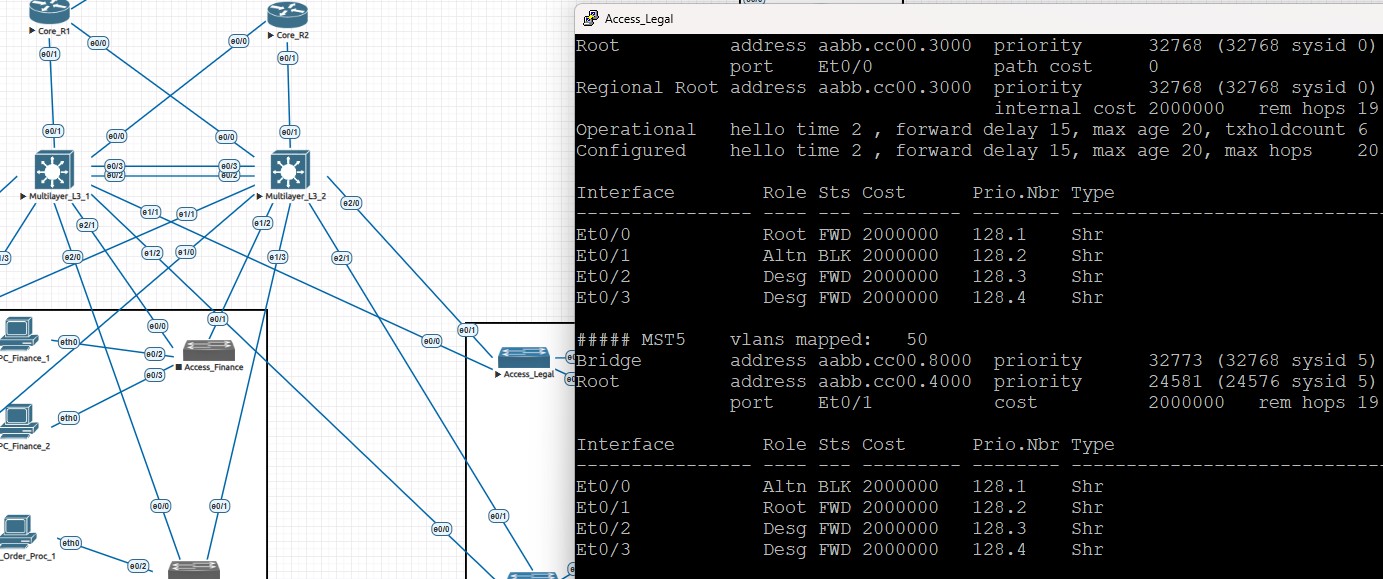 Core_R1
Core_R2
e0/0
e0/0
e0/1
e0/1
e0/1
e0/0
e0/0
e0/1
e0/3
e0/3
e0/2
e0/2
Multilayer_L3_1
Multilayer_L3_2
e1/1
e1/1
e2/0
e2/1
e1/2
e2/0
e1/2
e1/0
e1/3
e2/1
e0/0
e0/1
e0/1
e0/0
eth0
e0/2
PC_Finance_1
Access_Finance
Access_Legal
e0/3
eth0
PC_Finance_2
e0/0
e0/1
e0/1
e0/0
eth0
Order_Proc_1
e0/2
Access_Legal
Root address aabb.cc00.3000 priority 32768 (32768 sysid 0)
port Et0/0 path cost 0
Regional Root address aabb.cc00.3000 priority 32768 (32768 sysid 0)
internal cost 2000000 rem hops 19
Operational hello time 2 , forward delay 15, max age 20, txholdcount 6
Configured hello time 2 , forward delay 15, max age 20, max hops 20
Interface Role Sts Cost Prio.Nbr Type
---------------- ---- --- --------- -------- --------------------------------
Et0/0 Root FWD 2000000 128.1 Shr
Et0/1 Altn BLK 2000000 128.2 Shr
Et0/2 Desg FWD 2000000 128.3 Shr
Et0/3 Desg FWD 2000000 128.4 Shr
##### MST5 vlans mapped: 50
Bridge address aabb.cc00.8000 priority 32773 (32768 sysid 5)
Root address aabb.cc00.4000 priority 24581 (24576 sysid 5)
port Et0/1 cost 2000000 rem hops 19
Interface Role Sts Cost Prio.Nbr Type
---------------- ---- --- --------- -------- --------------------------------
Et0/0 Altn BLK 2000000 128.1 Shr
Et0/1 Root FWD 2000000 128.2 Shr
Et0/2 Desg FWD 2000000 128.3 Shr
Et0/3 Desg FWD 2000000 128.4 Shr